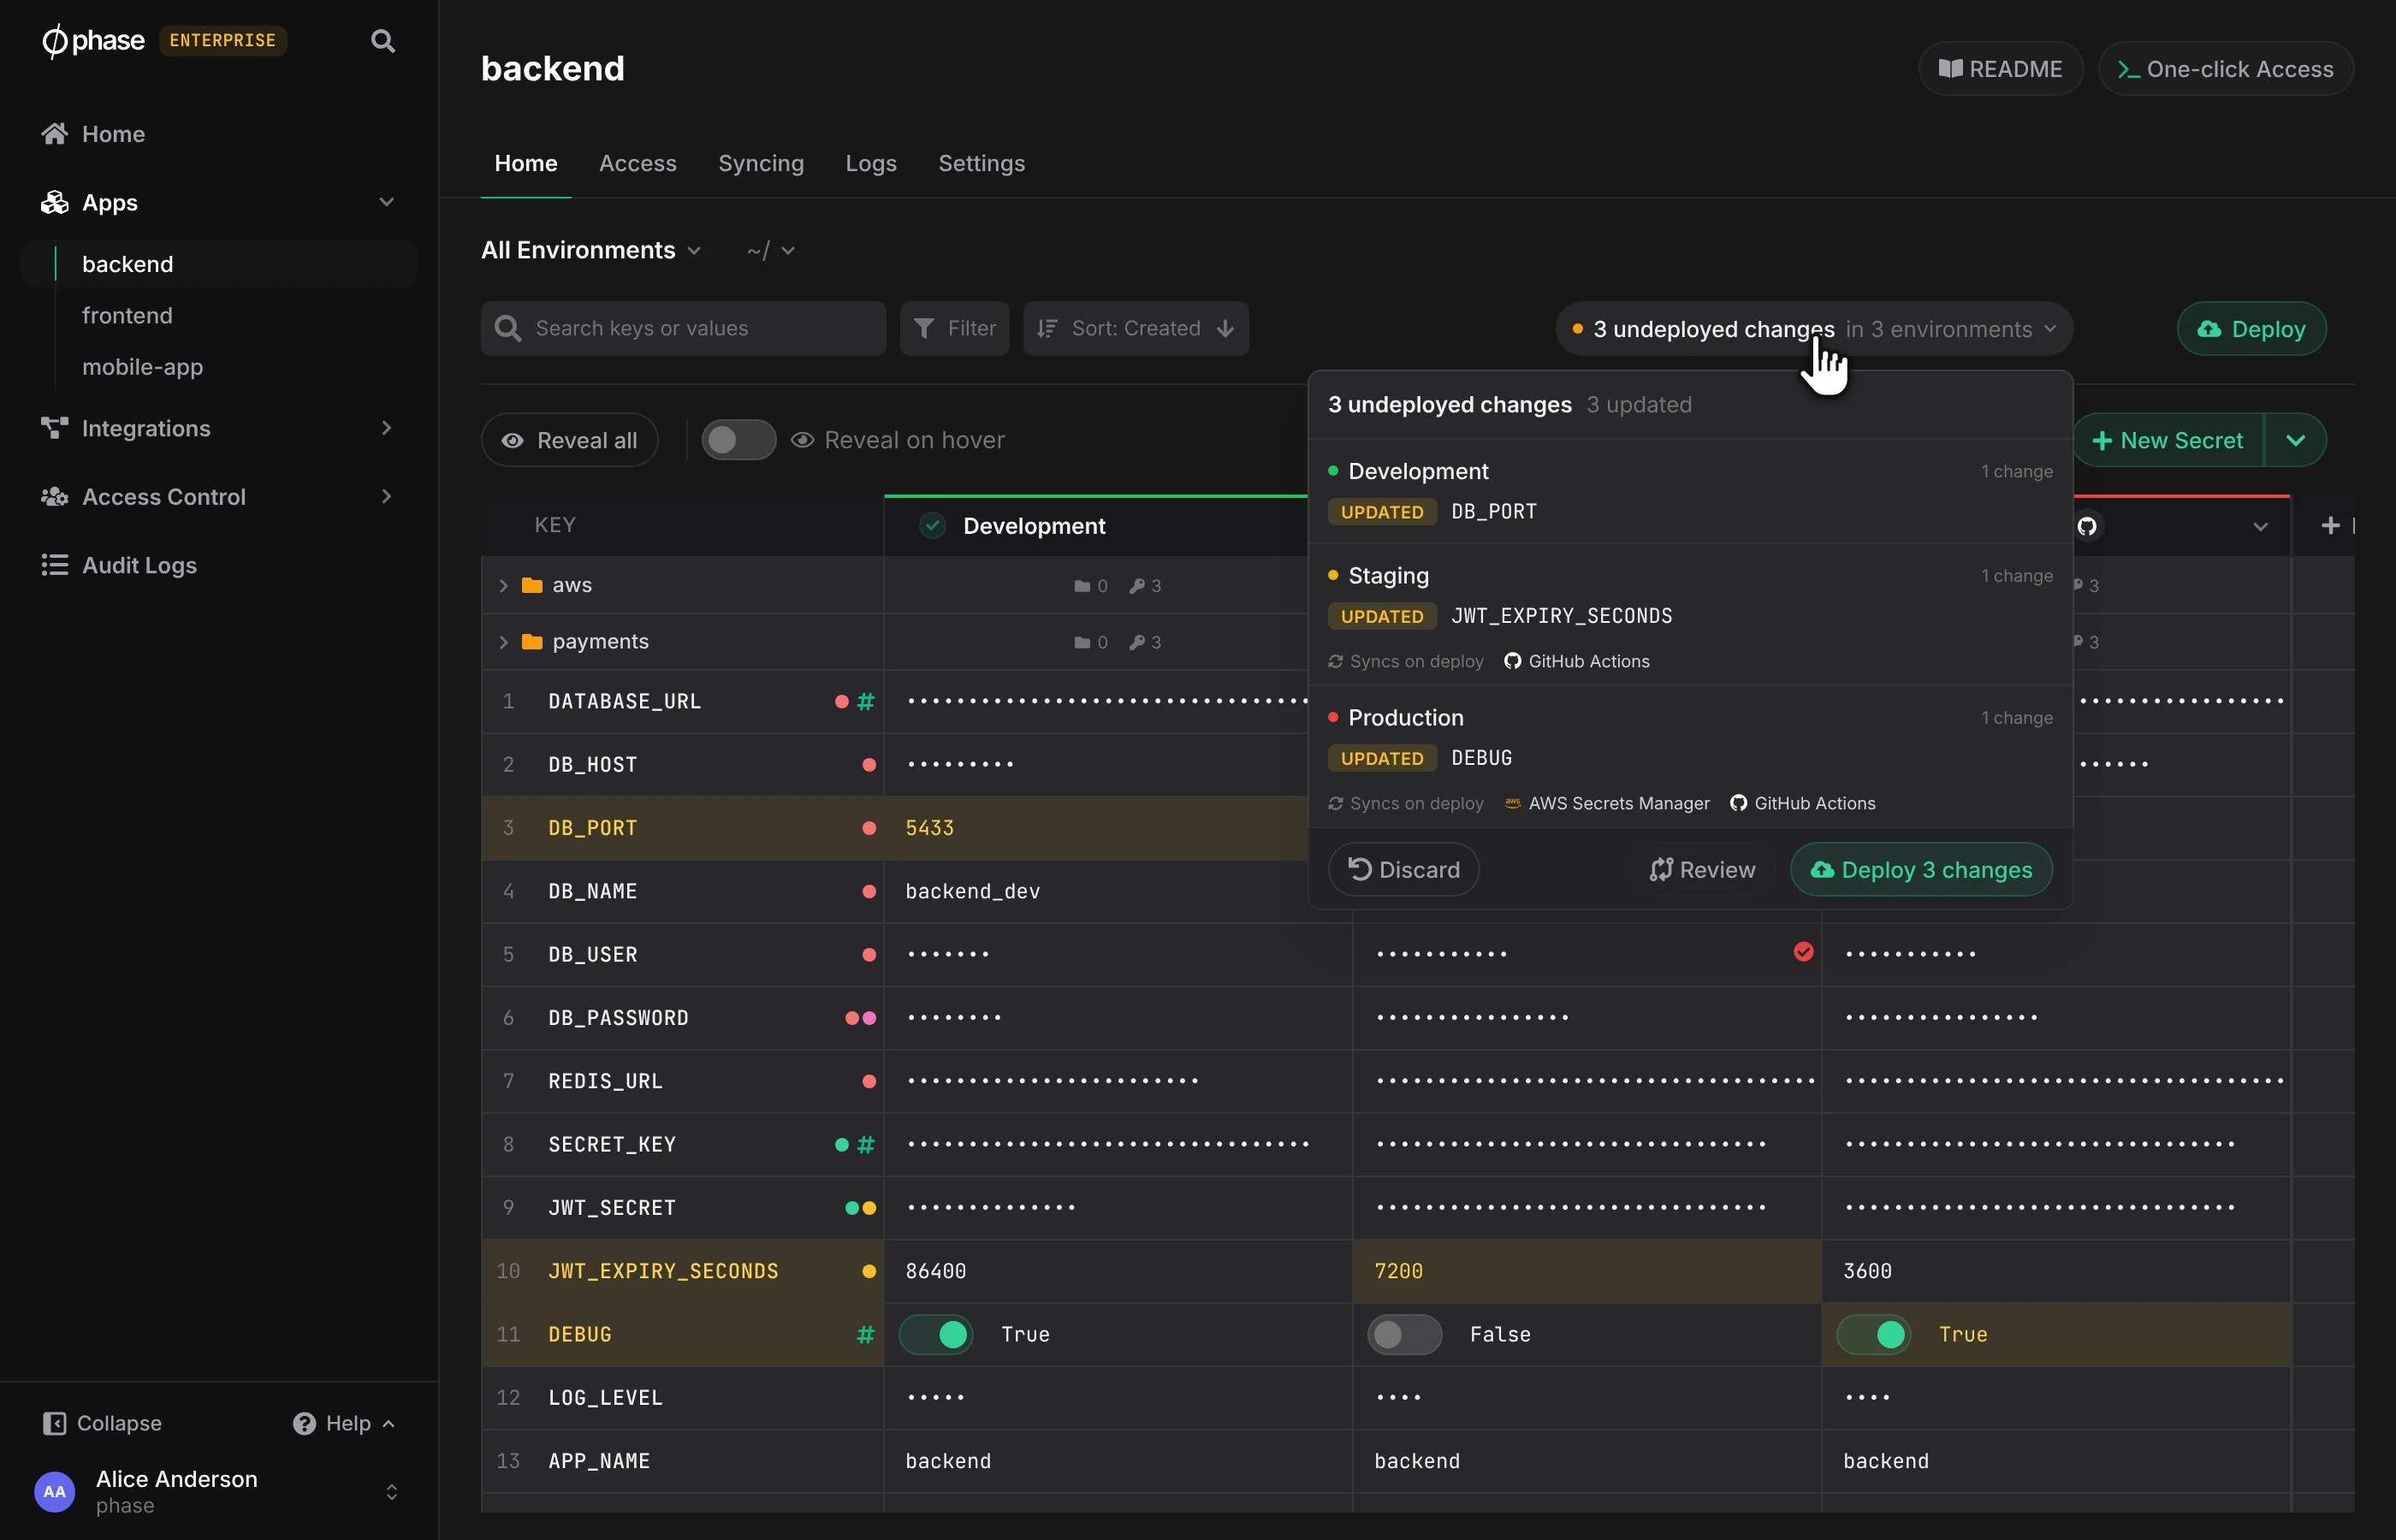 phase ENTERPRISE
Home
Apps
backend
frontend
mobile-app
Integrations
Access Control
Audit Logs
Collapse
Help
AA
Alice Anderson
phase
backend
README
One-click Access
Home Access Syncing Logs Settings
All Environments ~/
Search keys or values
Filter
Sort: Created
3 undeployed changes in 3 environments
Deploy
Reveal all
Reveal on hover
New Secret
3 undeployed changes 3 updated
Development 1 change
UPDATED DB_PORT
Staging 1 change
UPDATED JWT_EXPIRY_SECONDS
Syncs on deploy GitHub Actions
Production 1 change
UPDATED DEBUG
Syncs on deploy aws AWS Secrets Manager GitHub Actions
Discard
Review
Deploy 3 changes
KEY Development
aws 0 3 3
payments 0 3 3
1 DATABASE_URL # ••••••••••••••••••••••••••••••••• •••••••••••••••••
2 DB_HOST ••••••••• ••••••
3 DB_PORT 5433
4 DB_NAME backend_dev
5 DB_USER ••••••• ••••••••••• •••••••••••
6 DB_PASSWORD •••••••• •••••••••••••••• ••••••••••••••••
7 REDIS_URL •••••••••••••••••••••••• •••••••••••••••••••••••••••••••••••• ••••••••••••••••••••••••••••••••••••
8 SECRET_KEY # ••••••••••••••••••••••••••••••••• •••••••••••••••••••••••••••••••• ••••••••••••••••••••••••••••••••
9 JWT_SECRET •••••••••••••• •••••••••••••••••••••••••••••••• ••••••••••••••••••••••••••••••••
10 JWT_EXPIRY_SECONDS 86400 7200 3600
11 DEBUG # True False True
12 LOG_LEVEL ••••• •••• ••••
13 APP_NAME backend backend backend